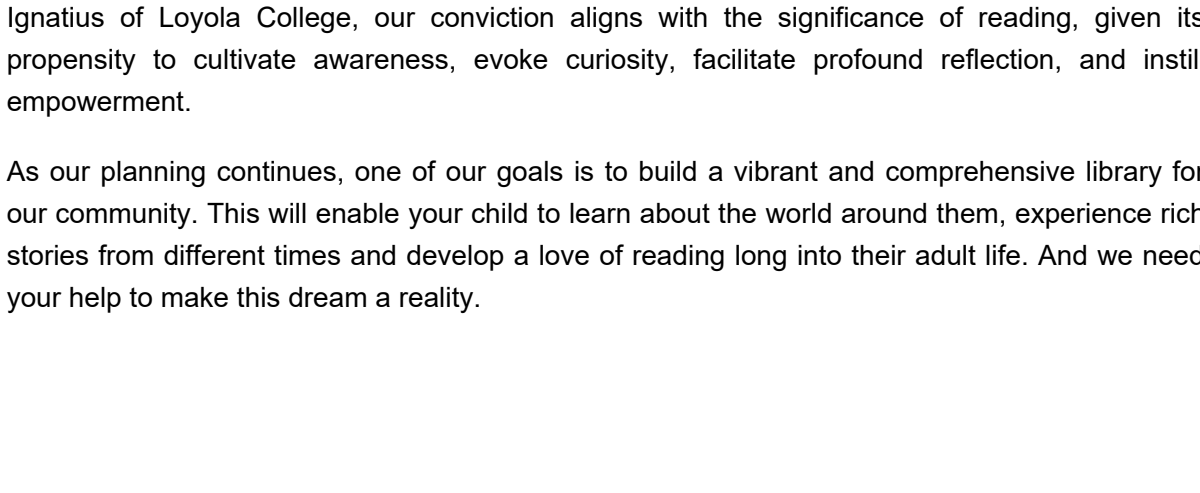 Ignatius of Loyola College, our conviction aligns with the significance of reading, given its
propensity to cultivate awareness, evoke curiosity, facilitate profound reflection, and instil
empowerment.
As our planning continues, one of our goals is to build a vibrant and comprehensive library for
our community. This will enable your child to learn about the world around them, experience rich
stories from different times and develop a love of reading long into their adult life. And we need
your help to make this dream a reality.